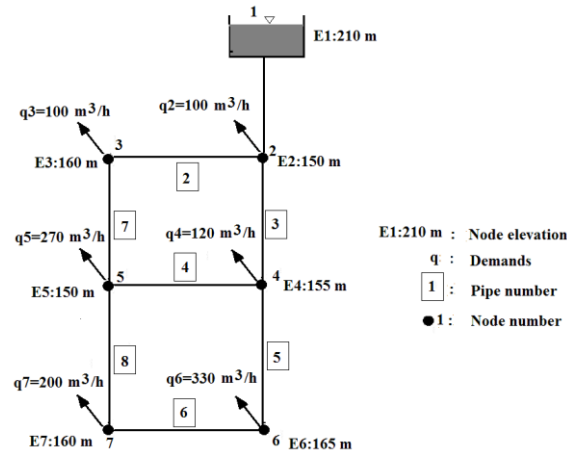 1
E1:210 m
q3=100 m3/h
q2=100 m3/h
3
2
E3:160 m
E2:150 m
2
7
3
q5=270 m3/h
q4=120 m3/h
4
5
4
E5:150 m
E4:155 m
8
5
q7=200 m3/h
q6=330 m3/h
6
E7:160 m
7
6
E6:165 m
E1:210 m : Node elevation
q : Demands
1 : Pipe number
1 : Node number